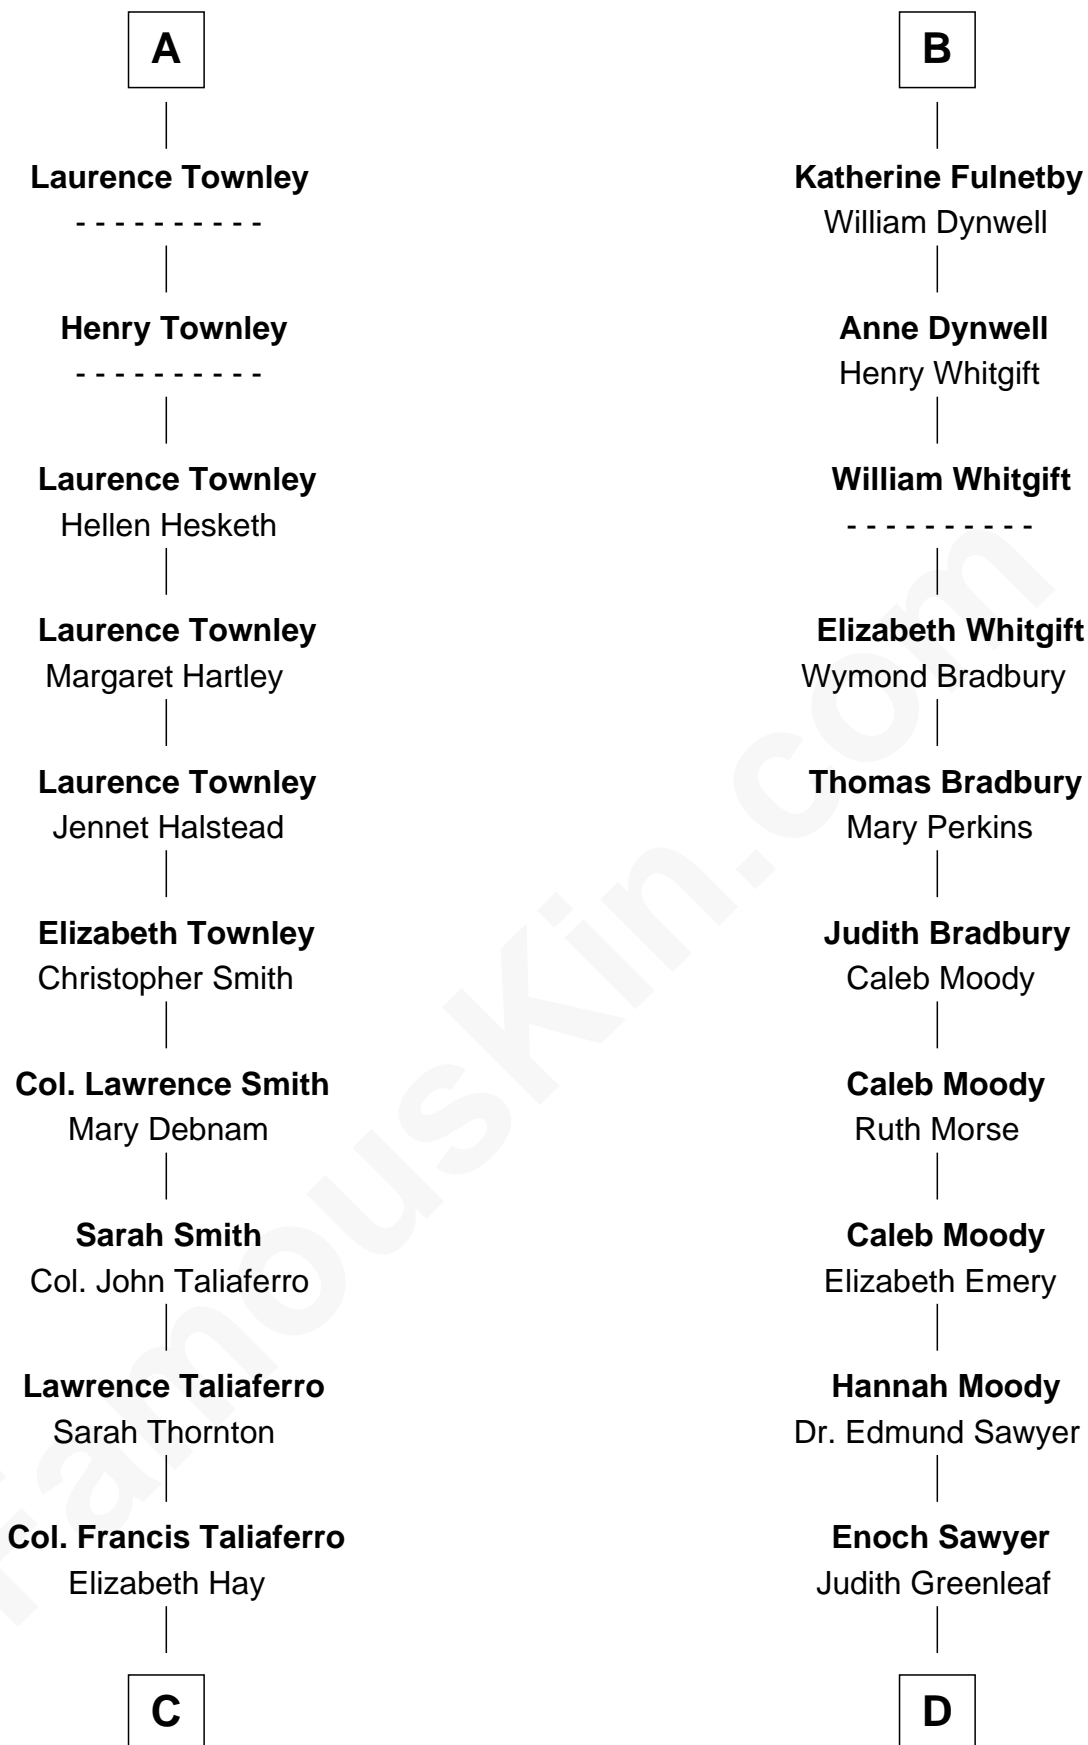 A
Laurence Townley
- - - - - - - - - -
Henry Townley
- - - - - - - - - -
Laurence Townley
Hellen Hesketh
Laurence Townley
Margaret Hartley
Laurence Townley
Jennet Halstead
Elizabeth Townley
Christopher Smith
Col. Lawrence Smith
Mary Debnam
Sarah Smith
Col. John Taliaferro
Lawrence Taliaferro
Sarah Thornton
Col. Francis Taliaferro
Elizabeth Hay
C
B
Katherine Fulnetby
William Dynwell
Anne Dynwell
Henry Whitgift
William Whitgift
- - - - - - - - - -
Elizabeth Whitgift
Wymond Bradbury
Thomas Bradbury
Mary Perkins
Judith Bradbury
Caleb Moody
Caleb Moody
Ruth Morse
Caleb Moody
Elizabeth Emery
Hannah Moody
Dr. Edmund Sawyer
Enoch Sawyer
Judith Greenleaf
D
FamousKin.com